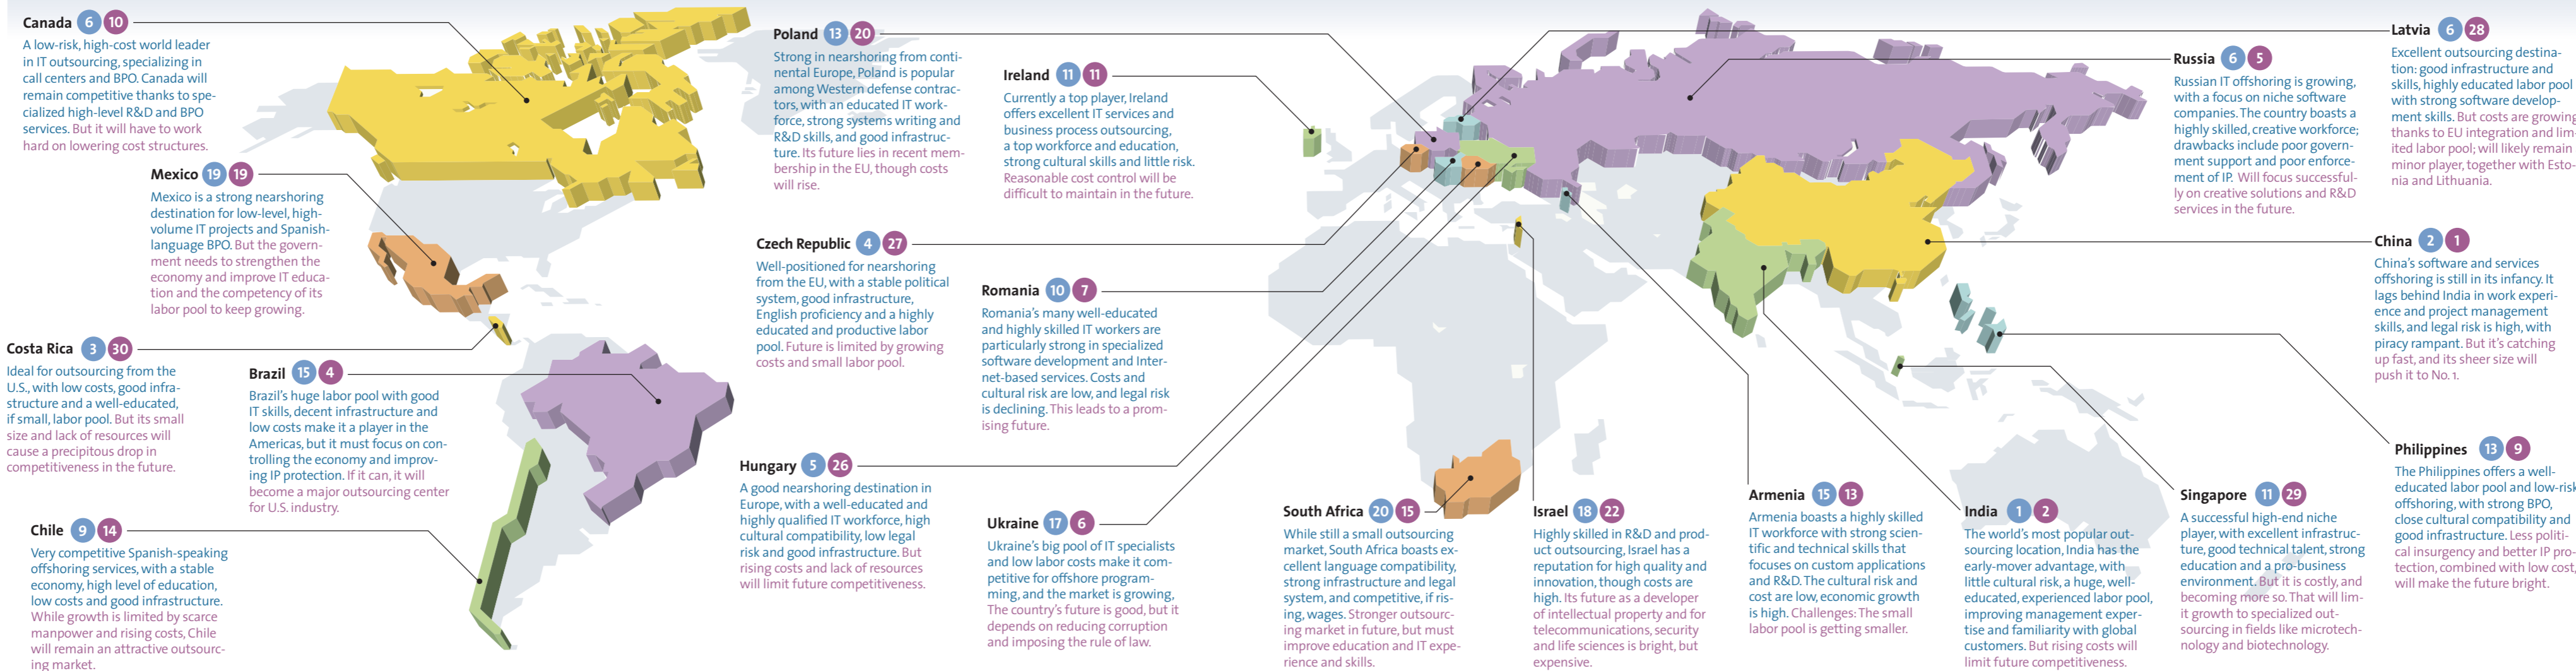 Canada 6 10
A low-risk, high-cost world leader
in IT outsourcing, specializing in
call centers and BPO. Canada will
remain competitive thanks to spe-
cialized high-level R&D and BPO
services. But it will have to work
hard on lowering cost structures.
Mexico 19 19
Mexico is a strong nearshoring
destination for low-level, high-
volume IT projects and Spanish-
language BPO. But the govern-
ment needs to strengthen the
economy and improve IT educa-
tion and the competency of its
labor pool to keep growing.
Costa Rica 3 30
Ideal for outsourcing from the
U.S., with low costs, good infra-
structure and a well-educated,
if small, labor pool. But its small
size and lack of resources will
cause a precipitous drop in
competitiveness in the future.
Brazil 15 4
Brazil's huge labor pool with good
IT skills, decent infrastructure and
low costs make it a player in the
Americas, but it must focus on con-
trolling the economy and improv-
ing IP protection. If it can, it will
become a major outsourcing center
for U.S. industry.
Chile 9 14
Very competitive Spanish-speaking
offshoring services, with a stable
economy, high level of education,
low costs and good infrastructure.
While growth is limited by scarce
manpower and rising costs, Chile
will remain an attractive outsourc-
ing market.
Poland 13 20
Strong in nearshoring from conti-
nental Europe, Poland is popular
among Western defense contrac-
tors, with an educated IT work-
force, strong systems writing and
R&D skills, and good infrastruc-
ture. Its future lies in recent mem-
bership in the EU, though costs
will rise.
Ireland 11 11
Currently a top player, Ireland
offers excellent IT services and
business process outsourcing,
a top workforce and education,
strong cultural skills and little risk.
Reasonable cost control will be
difficult to maintain in the future.
Czech Republic 4 27
Well-positioned for nearshoring
from the EU, with a stable political
system, good infrastructure,
English proficiency and a highly
educated and productive labor
pool. Future is limited by growing
costs and small labor pool.
Romania 10 7
Romania's many well-educated
and highly skilled IT workers are
particularly strong in specialized
software development and Inter-
net-based services. Costs and
cultural risk are low, and legal risk
is declining. This leads to a prom-
ising future.
Hungary 5 26
A good nearshoring destination in
Europe, with a well-educated and
highly qualified IT workforce, high
cultural compatibility, low legal
risk and good infrastructure. But
rising costs and lack of resources
will limit future competitiveness.
Ukraine 17 6
Ukraine's big pool of IT specialists
and low labor costs make it com-
petitive for offshore program-
ming, and the market is growing,
The country's future is good, but it
depends on reducing corruption
and imposing the rule of law.
South Africa 20 15
While still a small outsourcing
market, South Africa boasts ex-
cellent language compatibility,
strong infrastructure and legal
system, and competitive, if ris-
ing, wages. Stronger outsourc-
ing market in future, but must
improve education and IT expe-
rience and skills.
Israel 18 22
Highly skilled in R&D and prod-
uct outsourcing, Israel has a
reputation for high quality and
innovation, though costs are
high. Its future as a developer
of intellectual property and for
telecommunications, security
and life sciences is bright, but
expensive.
Armenia 15 13
Armenia boasts a highly skilled
IT workforce with strong scien-
tific and technical skills that
focuses on custom applications
and R&D. The cultural risk and
cost are low, economic growth
is high. Challenges: The small
labor pool is getting smaller.
India 1 2
The world's most popular out-
sourcing location, India has the
early-mover advantage, with
little cultural risk, a huge, well-
educated, experienced labor pool,
improving management exper-
tise and familiarity with global
customers. But rising costs will
limit future competitiveness.
Singapore 11 29
A successful high-end niche
player, with excellent infrastruc-
ture, good technical talent, strong
education and a pro-business
environment. But it is costly, and
becoming more so. That will lim-
it growth to specialized out-
sourcing in fields like microtech-
nology and biotechnology.
Russia 6 5
Russian IT offshoring is growing,
with a focus on niche software
companies. The country boasts a
highly skilled, creative workforce;
drawbacks include poor govern-
ment support and poor enforce-
ment of IP. Will focus successful-
ly on creative solutions and R&D
services in the future.
Latvia 6 28
Excellent outsourcing destina-
tion: good infrastructure and
skills, highly educated labor pool
with strong software develop-
ment skills. But costs are growing
thanks to EU integration and lim-
ited labor pool; will likely remain
minor player, together with Esto-
nia and Lithuania.
China 2 1
China's software and services
offshoring is still in its infancy. It
lags behind India in work experi-
ence and project management
skills, and legal risk is high, with
piracy rampant. But it's catching
up fast, and its sheer size will
push it to No. 1.
Philippines 13 9
The Philippines offers a well-
educated labor pool and low-risk
offshoring, with strong BPO,
close cultural compatibility and
good infrastructure. Less politi-
cal insurgency and better IP pro-
tection, combined with low cost,
will make the future bright.